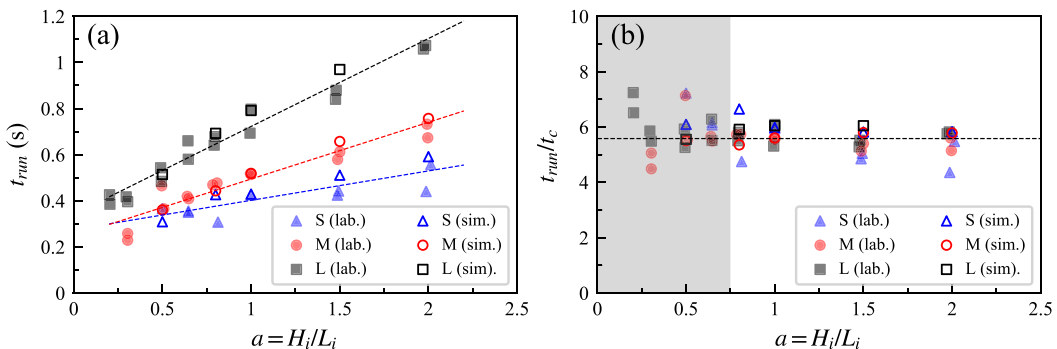 (a)
1.2
1
0.8
0.6
0.4
0.2
0
t_run (s)
S (lab.)
M (lab.)
L (lab.)
S (sim.)
M (sim.)
L (sim).
0 0.5 1 1.5 2 2.5
a = H_i/L_i
(b)
10
8
6
4
2
0
t_run/t_c
S (lab.)
M (lab.)
L (lab.)
S (sim.)
M (sim.)
L (sim).
0 0.5 1 1.5 2 2.5
a = H_i/L_i